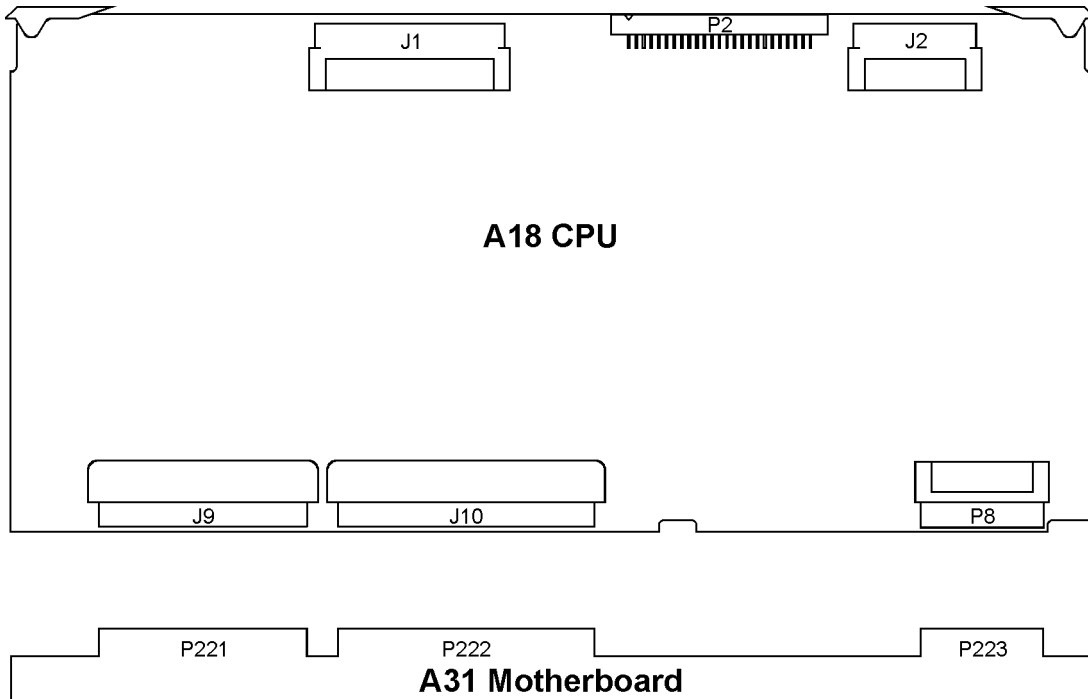 J1
P2
J2
A18 CPU
J9
J10
P8
P221
P222
P223
A31 Motherboard